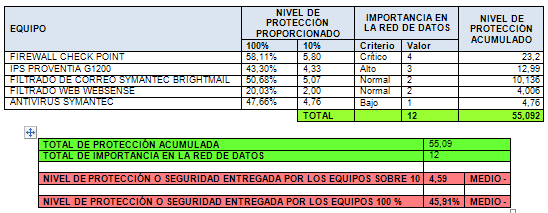 EQUIPO NIVEL DE PROTECCIÓN PROPORCIONADO IMPORTANCIA EN LA RED DE DATOS NIVEL DE PROTECCIÓN ACUMULADO
100% 10% Criterio Valor
FIREWALL CHECK POINT 58,11% 5,80 Crítico 4 23,2
IPS PROVENTIA G1200 43,30% 4,33 Alto 3 12,99
FILTRADO DE CORREO SYMANTEC BRIGHTMAIL 50,68% 5,07 Normal 2 10,136
FILTRADO WEB WEBSENSE 20,03% 2,00 Normal 2 4,006
ANTIVIRUS SYMANTEC 47,66% 4,76 Bajo 1 4,76
TOTAL 12 55,092
TOTAL DE PROTECCIÓN ACUMULADA 55,09
TOTAL DE IMPORTANCIA EN LA RED DE DATOS 12
NIVEL DE PROTECCIÓN O SEGURIDAD ENTREGADA POR LOS EQUIPOS SOBRE 10 4,59 MEDIO -
NIVEL DE PROTECCIÓN O SEGURIDAD ENTREGADA POR LOS EQUIPOS 100 % 45,91% MEDIO -